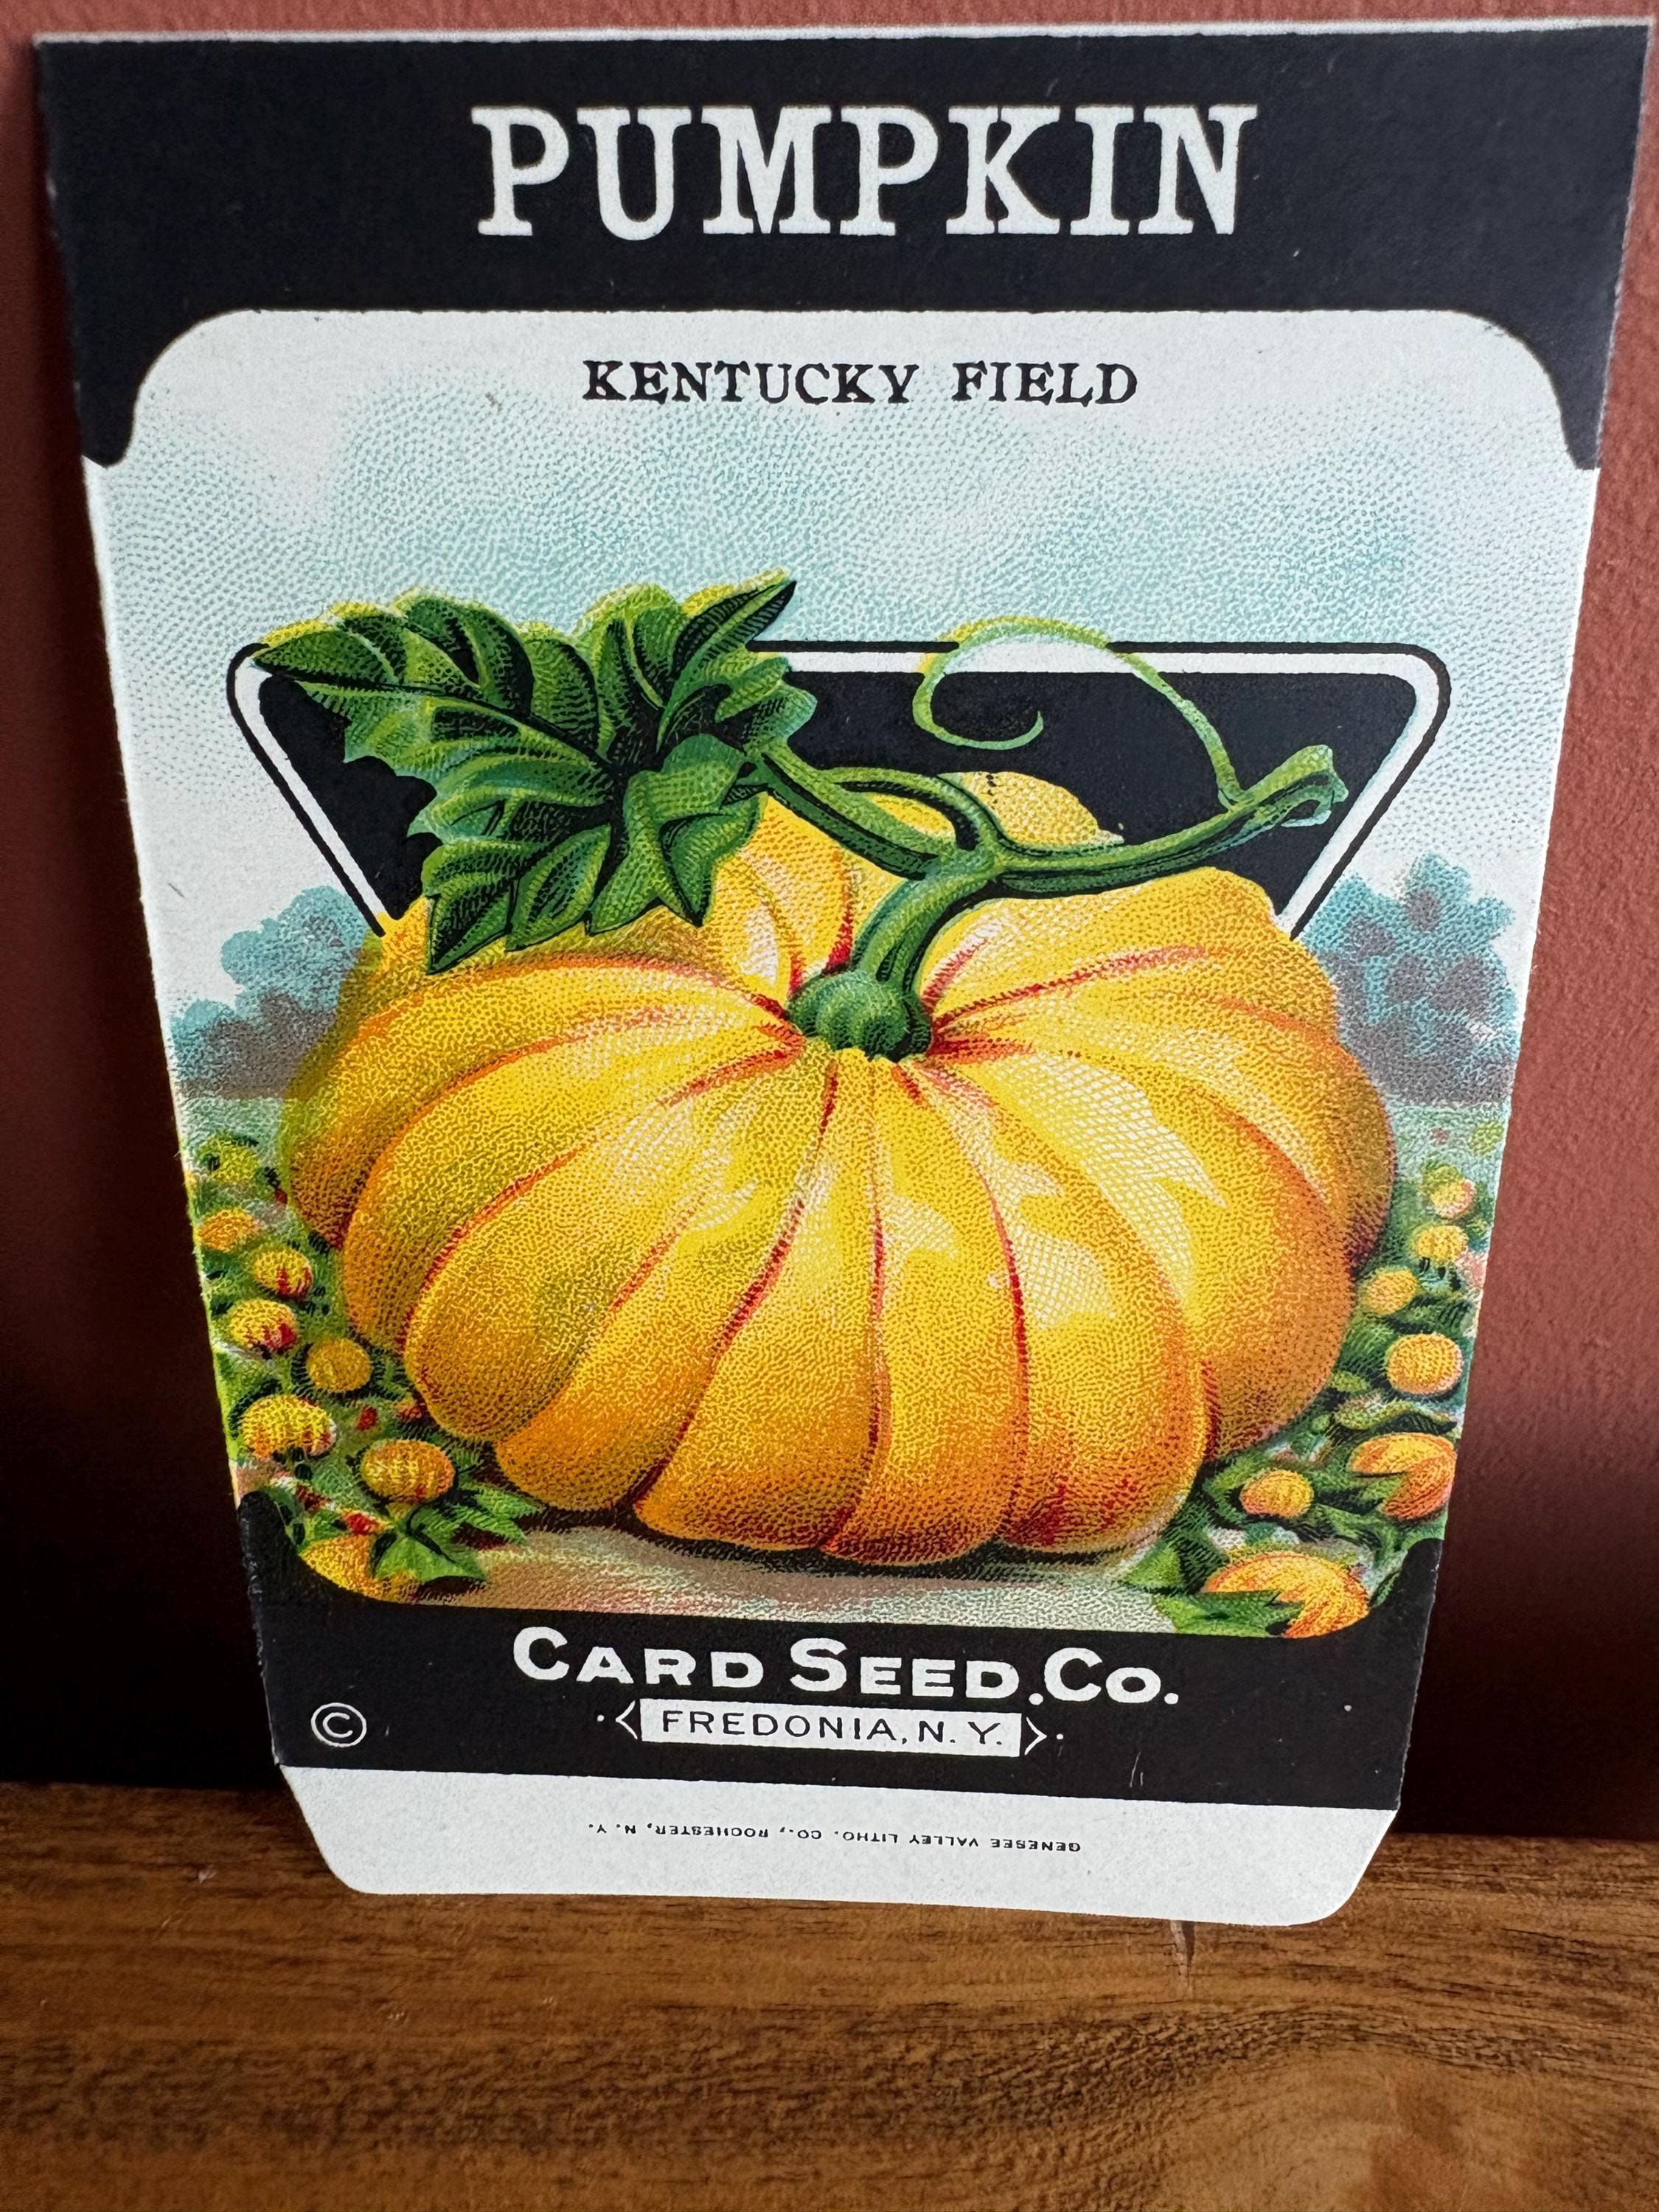 PUMPKIN
KENTUCKY FIELD
CARD SEED.CO.
©
FREDONIA, N. Y.
GENESEE VALLEY LITHO. CO., ROCHESTER, N. Y.